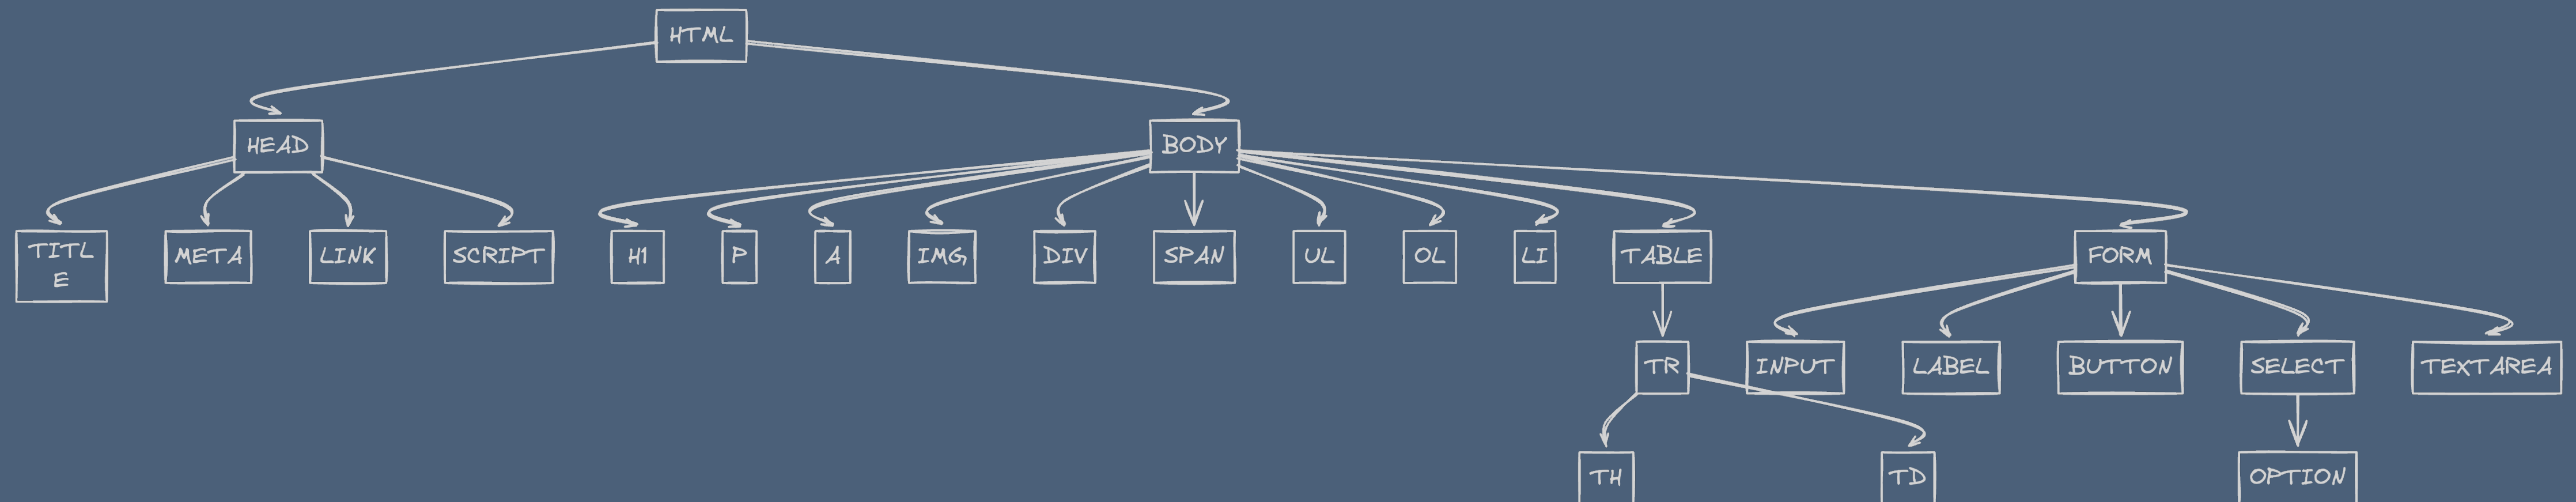 HTML
HEAD
BODY
TITL
E
META
LINK
SCRIPT
H1
P
A
IMG
DIV
SPAN
UL
OL
LI
TABLE
FORM
TR
INPUT
LABEL
BUTTON
SELECT
TEXTAREA
TH
TD
OPTION